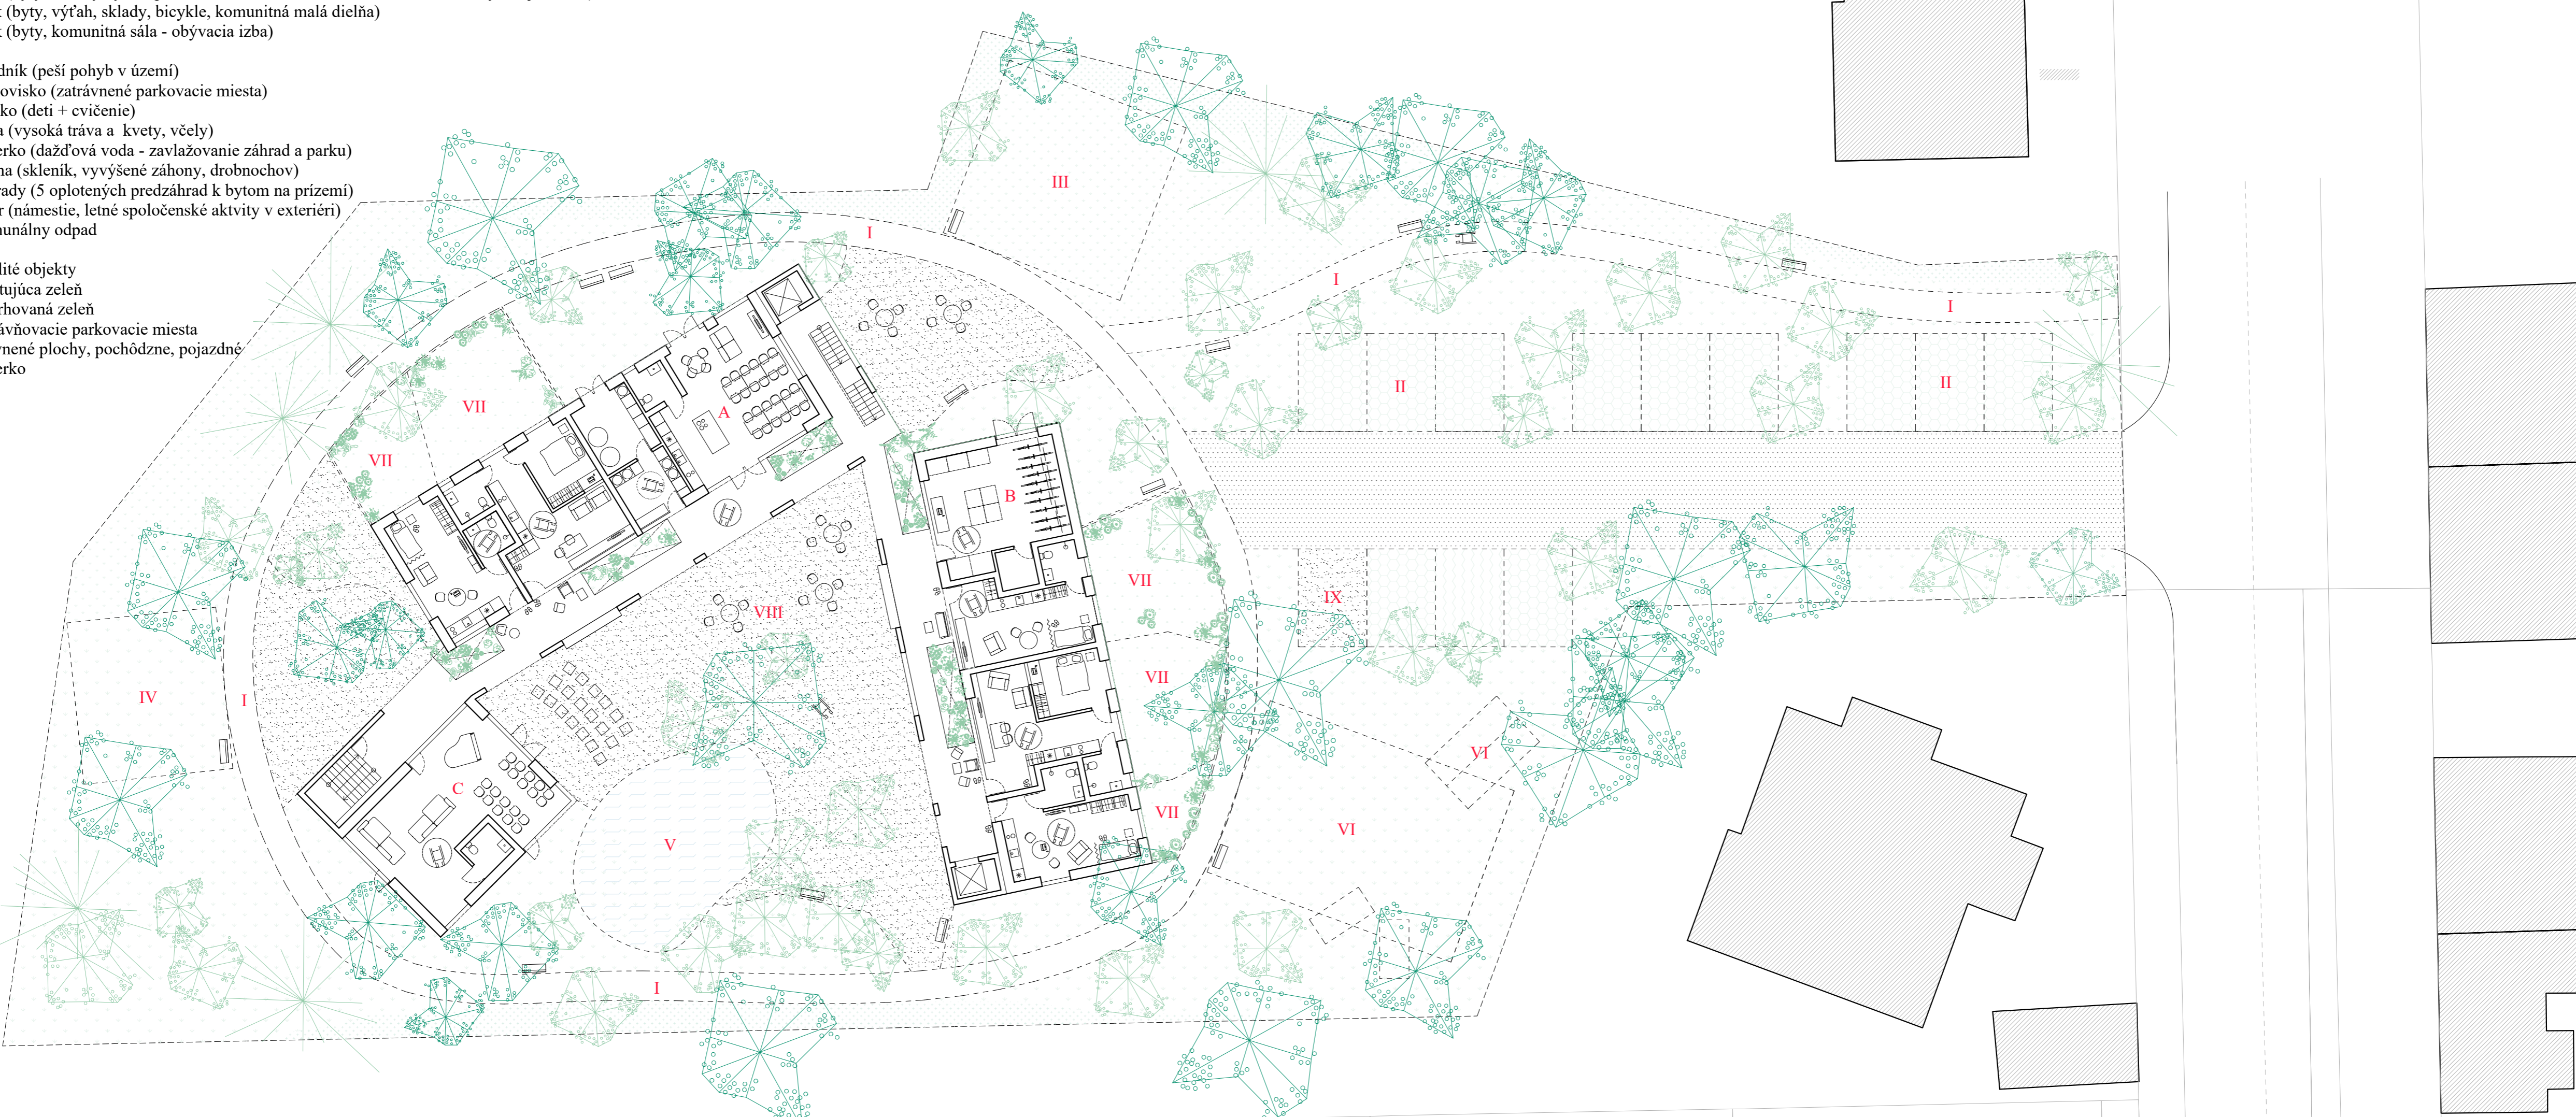 (byty, výťah, sklady, bicykle, komunitná malá dielňa)
(byty, komunitná sála - obývacia izba)
dník (peší pohyb v území)
ovisko (zatrávnené parkovacie miesta)
ko (deti + cvičenie)
a (vysoká tráva a kvety, včely)
erko (dažďová voda - zavlažovanie záhrad a parku)
na (skleník, vyvýšené záhony, drobnochov)
rady (5 oplotených predzáhrad k bytom na prízemí)
r (námestie, letné spoločenské aktvity v exteriéri)
unálny odpad
lité objekty
tujúca zeleň
rhovaná zeleň
ávňovacie parkovacie miesta
vnené plochy, pochôdzne, pojazdné
erko
III
I
I
I
II
II
VII
A
VII
B
VII
IX
VIII
VII
IV
I
VI
C
VII
VI
V
I